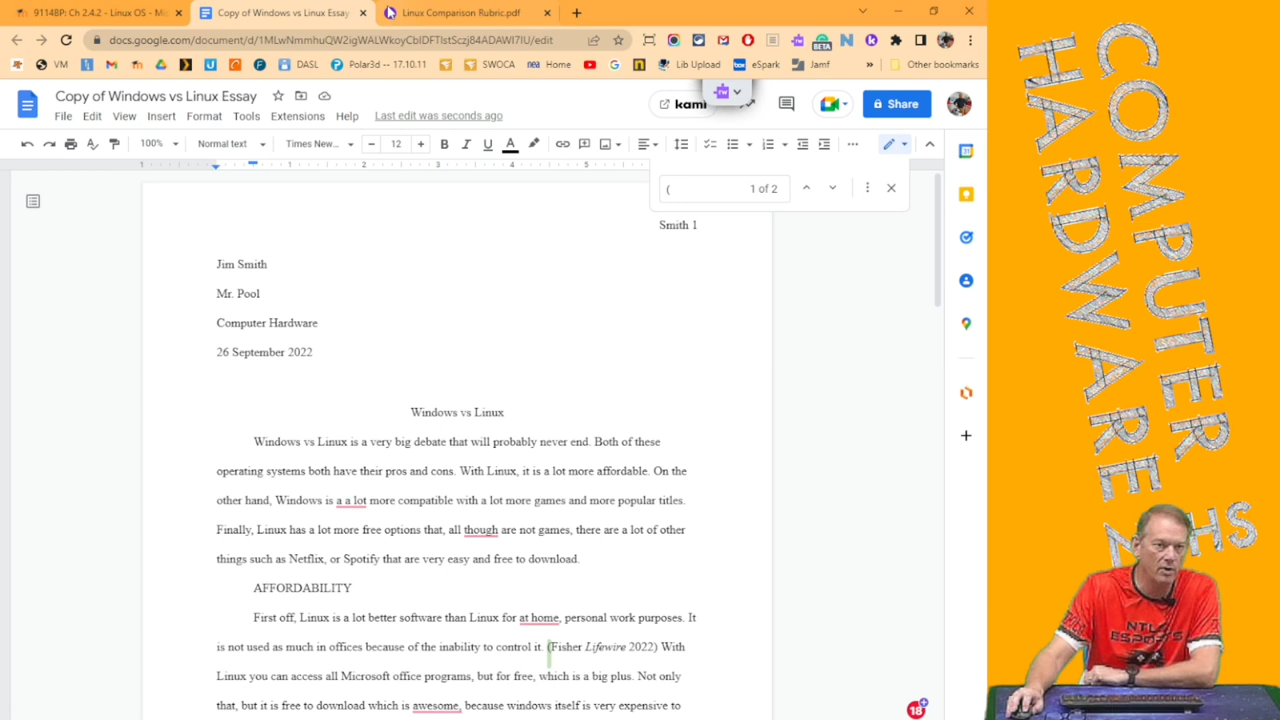 9114BP: Ch 2.4.2 - Linux OS - Mi
Copy of Windows vs Linux Essay
Linux Comparison Rubric.pdf
docs.google.com/document/d/1MLwNmmhuQW2igWALWkoyCbIDFTlstSczj84ADAWI7IU/edit
VM
DASL
Polar3d -- 17.10.11
SWOCA
nea Home
Lib Upload
box eSpark
Jamf
Other bookmarks
BETA
Copy of Windows vs Linux Essay
kami
Share
File Edit View Insert Format Tools Extensions Help Last edit was seconds ago
100% Normal text Times New... 12
( 1 of 2
Smith 1
Jim Smith
Mr. Pool
Computer Hardware
26 September 2022
Windows vs Linux
Windows vs Linux is a very big debate that will probably never end. Both of these
operating systems both have their pros and cons. With Linux, it is a lot more affordable. On the
other hand, Windows is a a lot more compatible with a lot more games and more popular titles.
Finally, Linux has a lot more free options that, all though are not games, there are a lot of other
things such as Netflix, or Spotify that are very easy and free to download.
AFFORDABILITY
First off, Linux is a lot better software than Linux for at home, personal work purposes. It
is not used as much in offices because of the inability to control it. (Fisher Lifewire 2022) With
Linux you can access all Microsoft office programs, but for free, which is a big plus. Not only
that, but it is free to download which is awesome, because windows itself is very expensive to
18
COMPUTER
HARDWARE
NTLC
ESPORTS